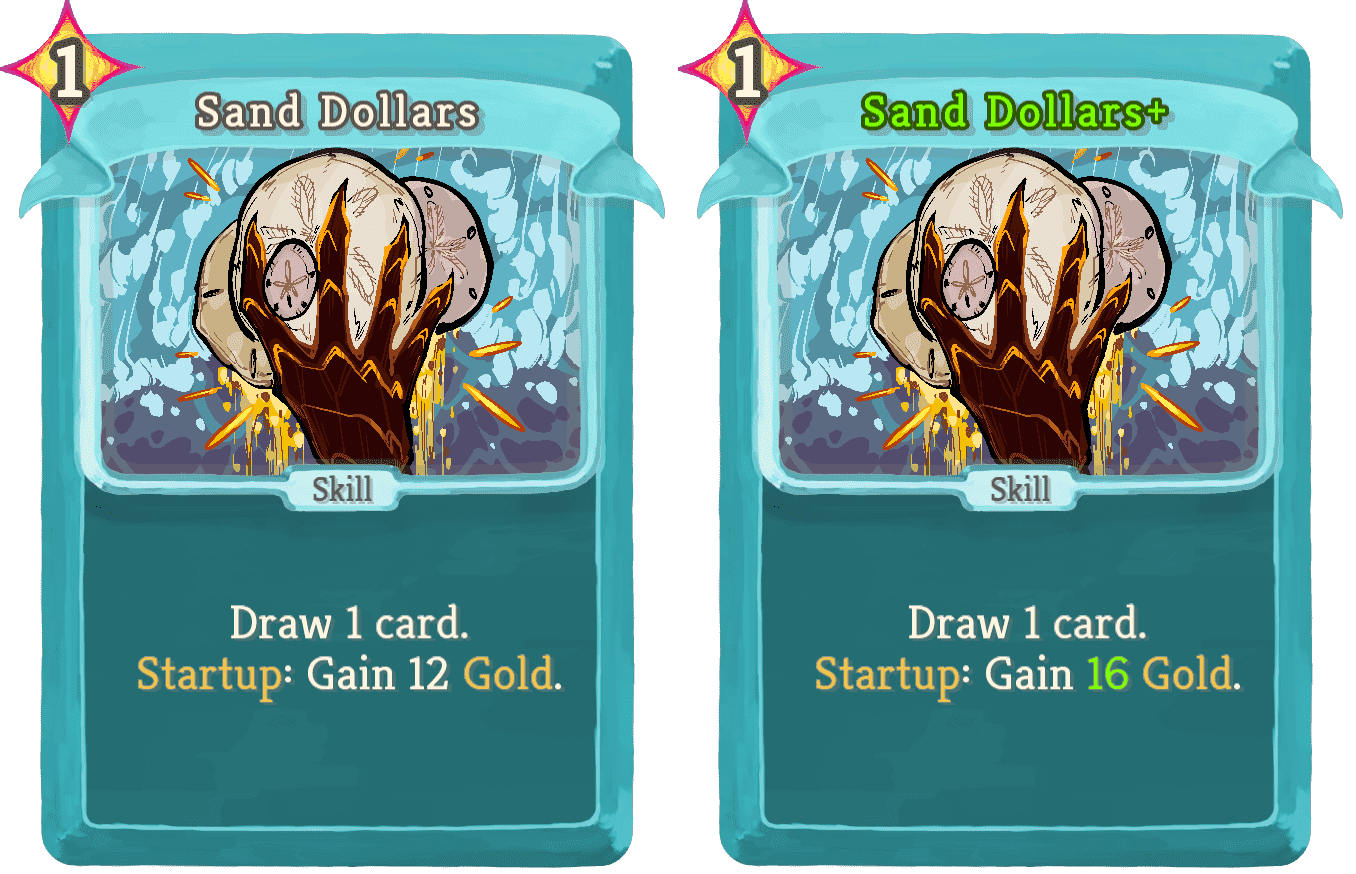 1
Sand Dollars
Skill
Draw 1 card.
Startup: Gain 12 Gold.
1
Sand Dollars+
Skill
Draw 1 card.
Startup: Gain 16 Gold.